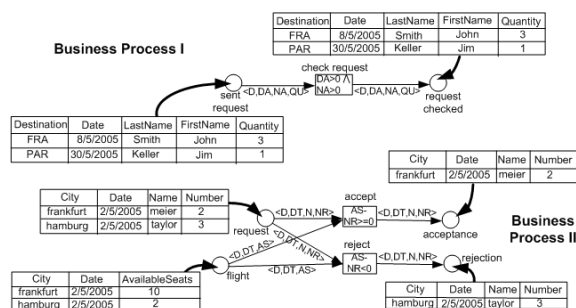 Destination Date LastName FirstName Quantity
FRA 8/5/2005 Smith John 3
PAR 30/5/2005 Keller Jim 1
Business Process I
check request
DA>0 Λ
NA>0
<D,DA,NA,QU>
<D,DA,NA,QU>
sent
request
request
checked
Destination Date LastName FirstName Quantity
FRA 8/5/2005 Smith John 3
PAR 30/5/2005 Keller Jim 1
City Date Name Number
frankfurt 2/5/2005 meier 2
City Date Name Number
frankfurt 2/5/2005 meier 2
hamburg 2/5/2005 taylor 3
accept
AS-
NR>=0
<D,DT,N,NR>
<D,DT,N,NR>
request
acceptance
Business
Process II
<D,DT,N,NR>
<D,DT,AS>
reject
AS-
NR<0
<D,DT,N,NR>
<D,DT,AS>
flight
rejection
City Date AvailableSeats
frankfurt 2/5/2005 10
hamburg 2/5/2005 2
City Date Name Number
hamburg 2/5/2005 taylor 3